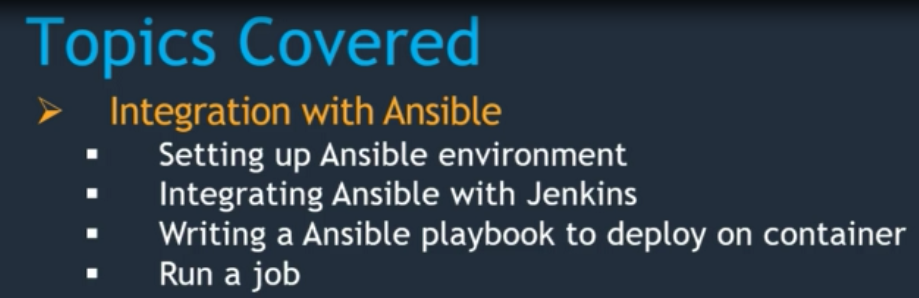 Topics Covered
Integration with Ansible
Setting up Ansible environment
Integrating Ansible with Jenkins
Writing a Ansible playbook to deploy on container
Run a job